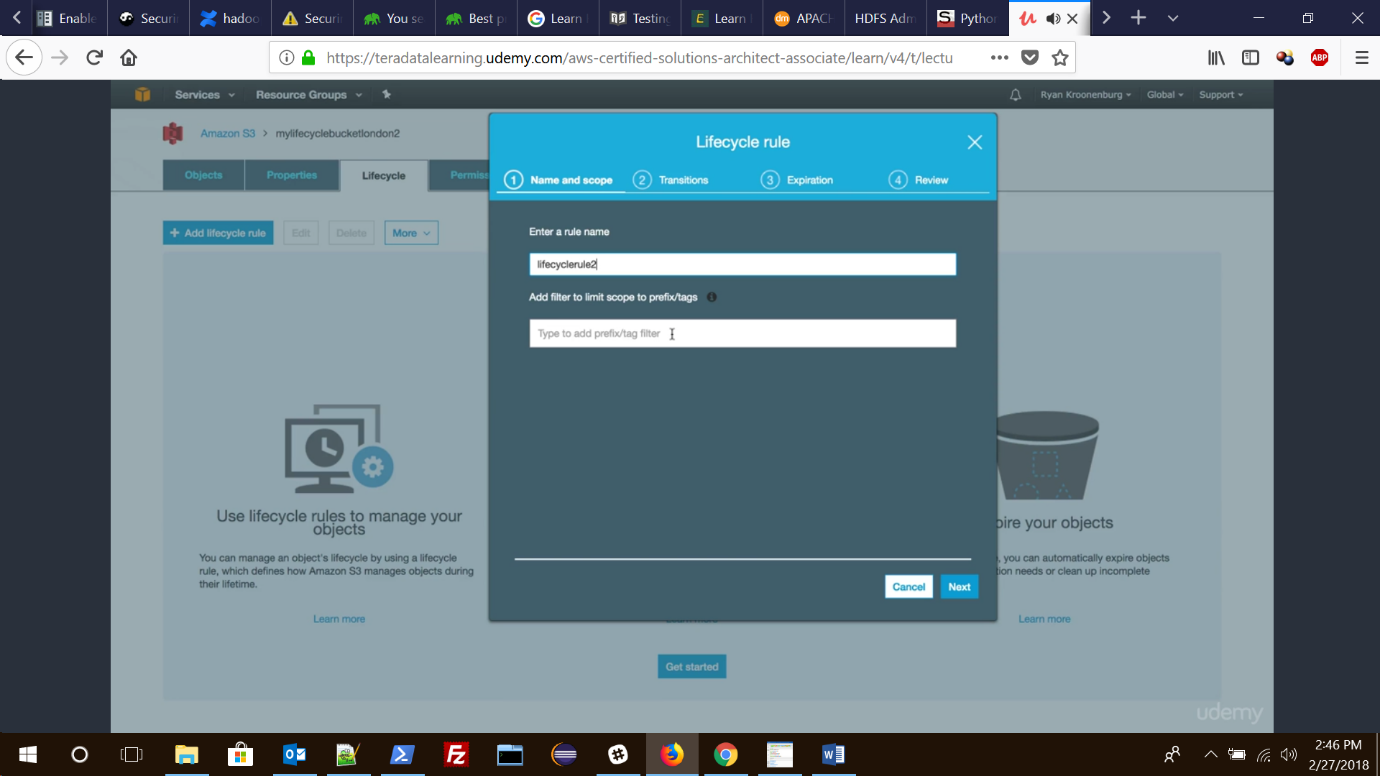 Enable
Securi
hadoo
Securi
You se
Best p
Learn
Testing
Learn
APACH
HDFS Adm
Pytho
https://teradatalearning.udemy.com/aws-certified-solutions-architect-associate/learn/v4/t/lectu
ABP
Services
Resource Groups
Ryan Kroonenburg
Global
Support
Amazon S3 > mylifecyclebucketlondon2
Objects
Properties
Lifecycle
Permiss
+ Add lifecycle rule
Edit
Delete
More
Lifecycle rule
1 Name and scope
2 Transitions
3 Expiration
4 Review
Enter a rule name
lifecyclerule2
Add filter to limit scope to prefix/tags
Type to add prefix/tag filter
Cancel
Next
Use lifecycle rules to manage your
objects
You can manage an object's lifecycle by using a lifecycle
rule, which defines how Amazon S3 manages objects during
their lifetime.
Learn more
pire your objects
, you can automatically expire objects
tion needs or clean up incomplete
Learn more
Get started
udemy
2:46 PM
2/27/2018